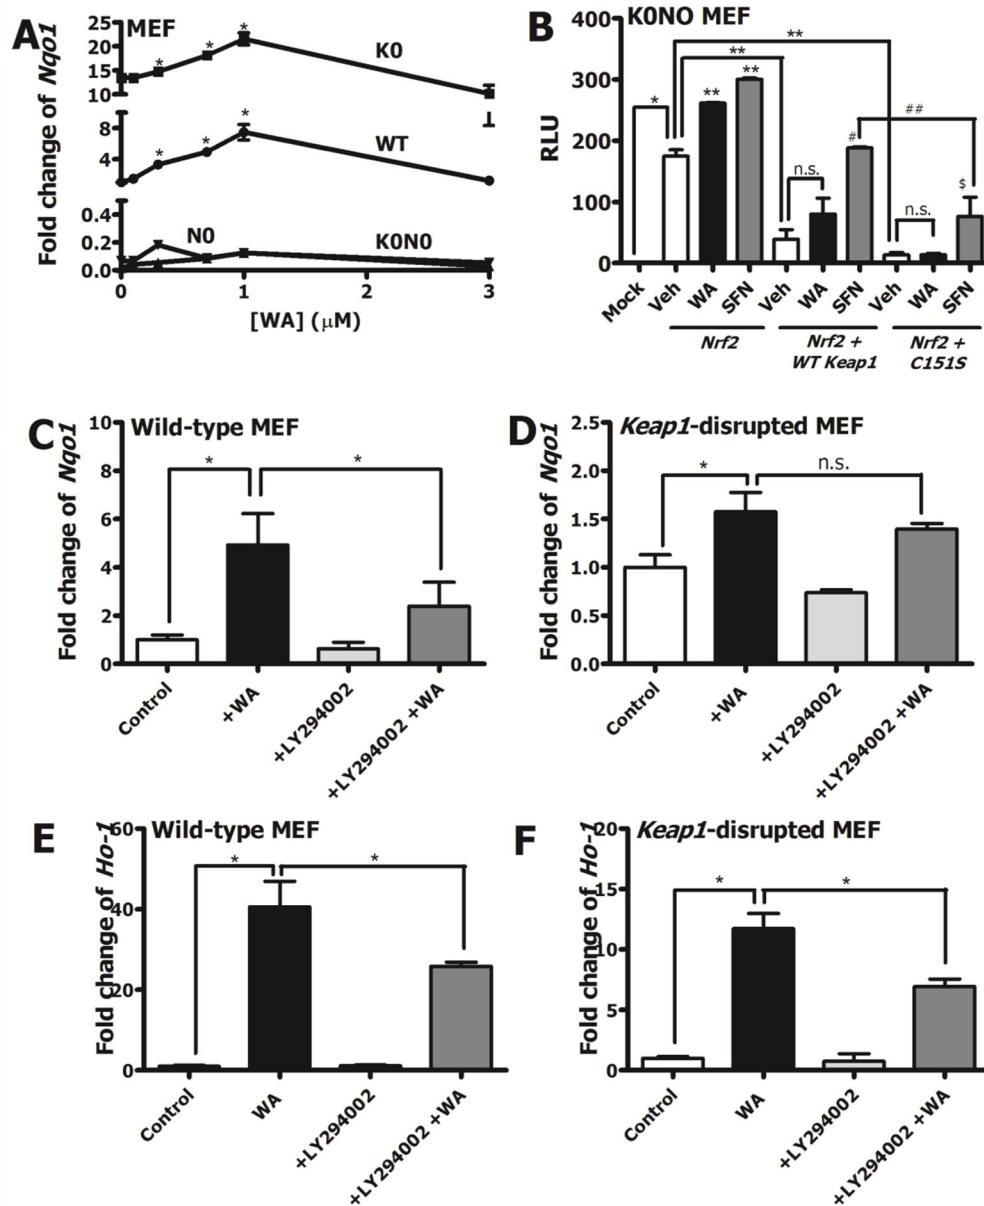 A
MEF
Fold change of Nqo1
25
20
15
10
8
4
0.4
0.2
0.0
K0
WT
N0
K0N0
0 1 2 3
[WA] (μM)
* * * * * *
B
K0NO MEF
RLU
400
300
200
100
0
**
**
*
** **
n.s.
#
##
n.s.
$
Mock Veh WA SFN Veh WA SFN Veh WA SFN
Nrf2
Nrf2 +
WT Keap1
Nrf2 +
C151S
C
Wild-type MEF
Fold change of Nqo1
10
8
6
4
2
0
* *
Control +WA +LY294002 +LY294002 +WA
D
Keap1-disrupted MEF
Fold change of Nqo1
2.5
2.0
1.5
1.0
0.5
0.0
* n.s.
Control +WA +LY294002 +LY294002 +WA
E
Wild-type MEF
Fold change of Ho-1
60
40
20
0
* *
Control WA +LY294002 +LY294002 +WA
F
Keap1-disrupted MEF
Fold change of Ho-1
20
15
10
5
0
* *
Control WA +LY294002 +LY294002 +WA